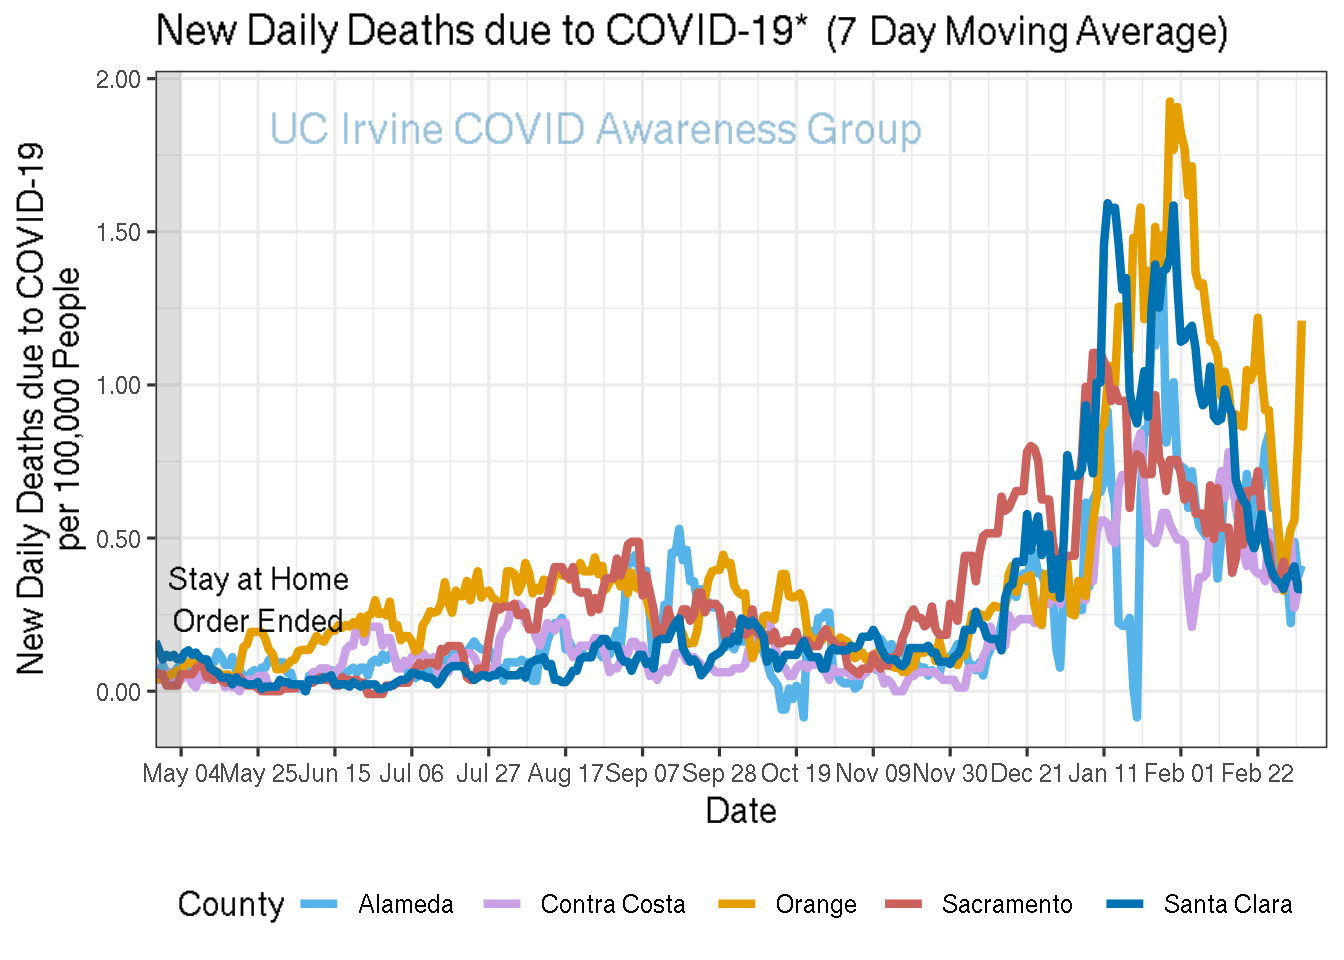 New Daily Deaths due to COVID-19* (7 Day Moving Average)
New Daily Deaths due to COVID-19
per 100,000 People
2.00
1.50
1.00
0.50
0.00
UC Irvine COVID Awareness Group
Stay at Home
Order Ended
May 04 May 25 Jun 15 Jul 06 Jul 27 Aug 17 Sep 07 Sep 28 Oct 19 Nov 09 Nov 30 Dec 21 Jan 11 Feb 01 Feb 22
Date
County Alameda Contra Costa Orange Sacramento Santa Clara